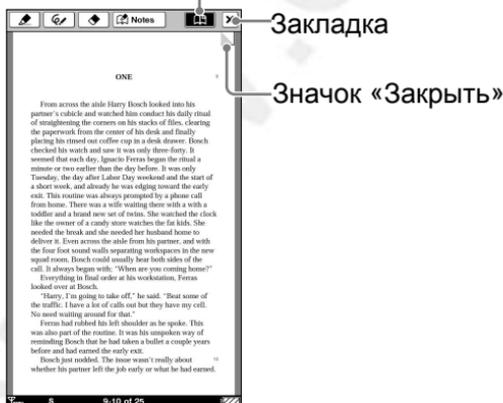 Notes
Закладка
Значок «Закрыть»
ONE
9
From across the aisle Harry Bosch looked into his
partner's cubicle and watched him conduct his daily ritual
of straightening the corners on his stacks of files, clearing
the paperwork from the center of his desk and finally
placing his rinsed out coffee cup in a desk drawer. Bosch
checked his watch and saw it was only three-forty. It
seemed that each day, Ignacio Ferras began the ritual a
minute or two earlier than the day before. It was only
Tuesday, the day after Labor Day weekend and the start of
a short week, and already he was edging toward the early
exit. This routine was always prompted by a phone call
from home. There was a wife waiting there with a with a
toddler and a brand new set of twins. She watched the clock
like the owner of a candy store watches the fat kids. She
needed the break and she needed her husband home to
deliver it. Even across the aisle from his partner, and with
the four foot sound walls separating workspaces in the new
squad room, Bosch could usually hear both sides of the
call. It always began with: "When are you coming home?"
Everything in final order at his workstation, Ferras
looked over at Bosch.
"Harry, I'm going to take off," he said. "Beat some of
the traffic. I have a lot of calls out but they have my cell.
No need waiting around for that."
Ferras had rubbed his left shoulder as he spoke. This
was also part of the routine. It was his unspoken way of
reminding Bosch that he had taken a bullet a couple years
before and had earned the early exit.
Bosch just nodded. The issue wasn't really about
10
whether his partner left the job early or what he had earned.
S
9-10 of 25